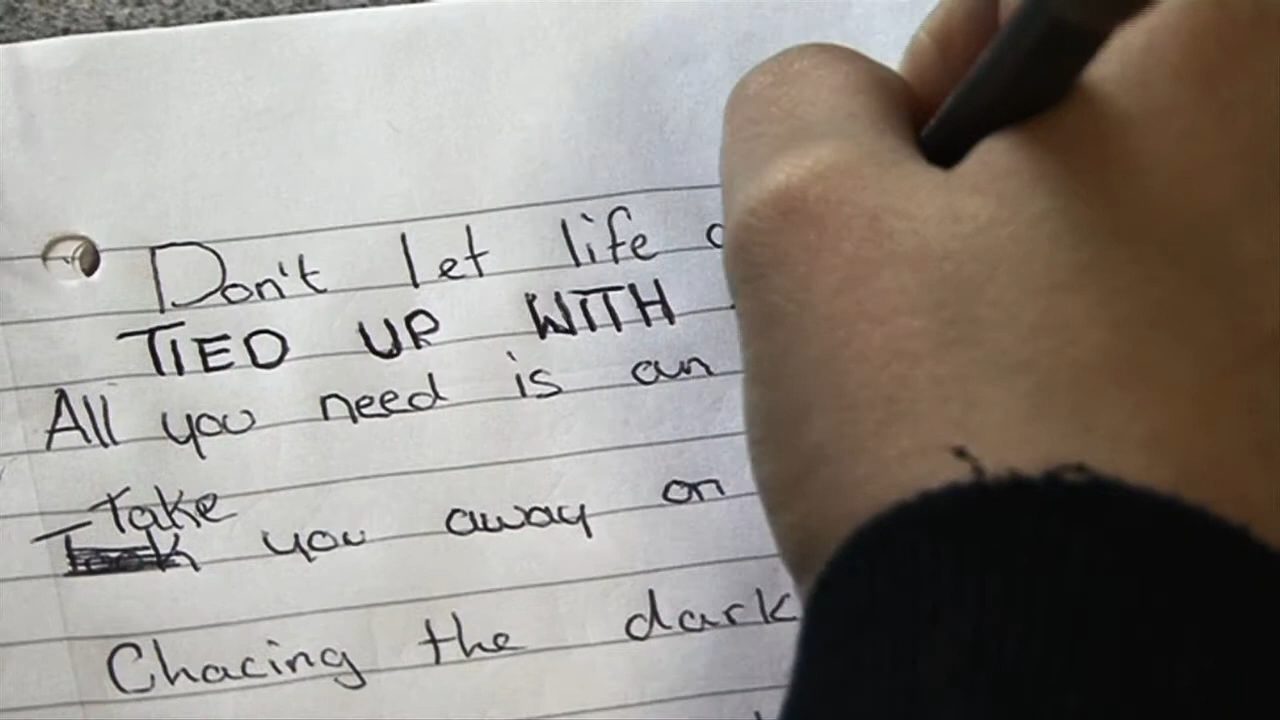 Don't let life
TIED UP WITH
All you need is an
Take
you away on
Chacing the dark